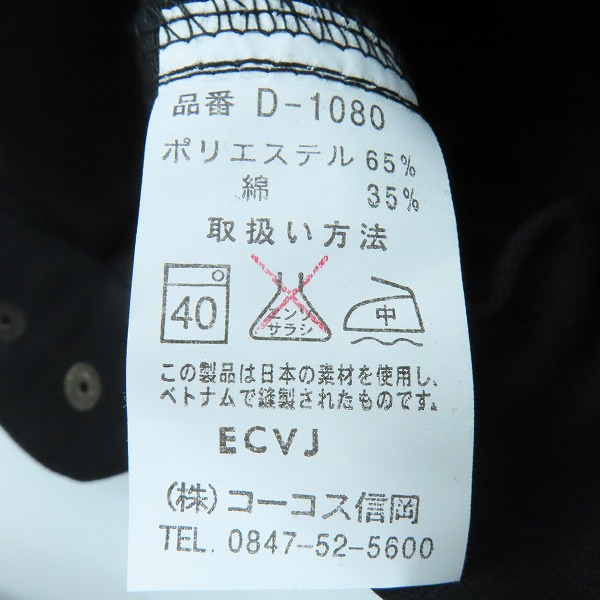 品番 D-1080
ポリエステル 65%
綿 35%
取扱い方法
40 エンソサラシ 中
この製品は日本の素材を使用し、
ベトナムで縫製されたものです。
ECVJ
(株)コーコス信岡
TEL. 0847-52-5600